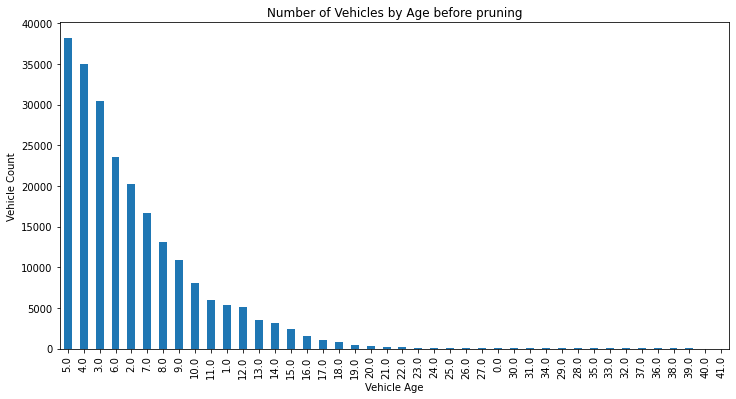 Number of Vehicles by Age before pruning
Vehicle Count
40000
35000
30000
25000
20000
15000
10000
5000
0
5.0 4.0 3.0 6.0 2.0 7.0 8.0 9.0 10.0 11.0 1.0 12.0 13.0 14.0 15.0 16.0 17.0 18.0 19.0 20.0 21.0 22.0 23.0 24.0 25.0 26.0 27.0 0.0 30.0 31.0 34.0 29.0 28.0 35.0 33.0 32.0 37.0 36.0 38.0 39.0 40.0 41.0
Vehicle Age